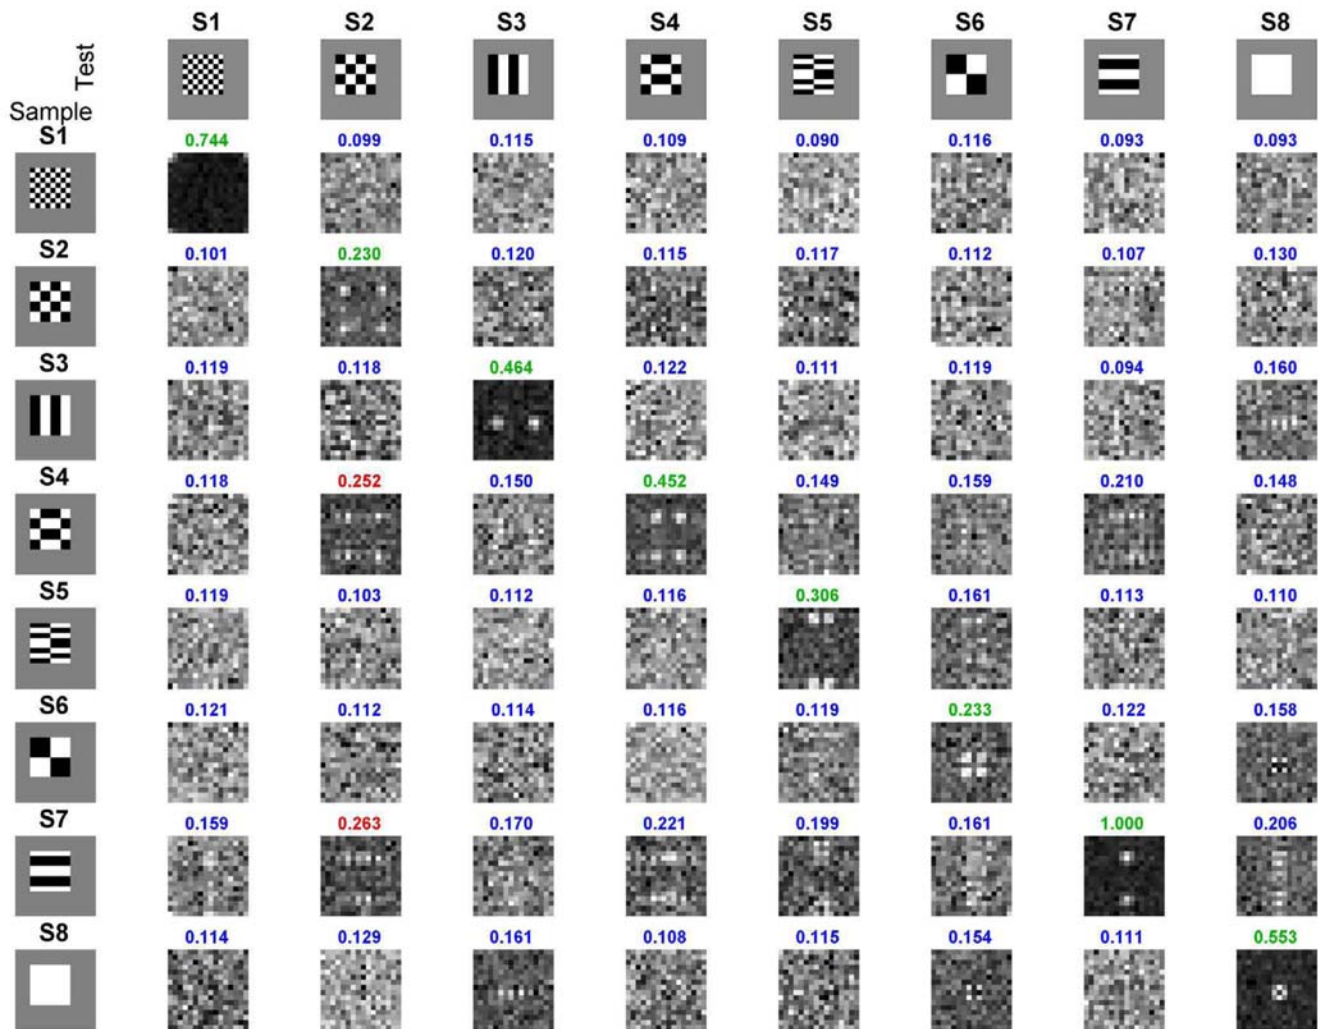 S1 S2 S3 S4 S5 S6 S7 S8
Test
Sample
S1
0.744 0.099 0.115 0.109 0.090 0.116 0.093 0.093
S2
0.101 0.230 0.120 0.115 0.117 0.112 0.107 0.130
S3
0.119 0.118 0.464 0.122 0.111 0.119 0.094 0.160
S4
0.118 0.252 0.150 0.452 0.149 0.159 0.210 0.148
S5
0.119 0.103 0.112 0.116 0.306 0.161 0.113 0.110
S6
0.121 0.112 0.114 0.116 0.119 0.233 0.122 0.158
S7
0.159 0.263 0.170 0.221 0.199 0.161 1.000 0.206
S8
0.114 0.129 0.161 0.108 0.115 0.154 0.111 0.553